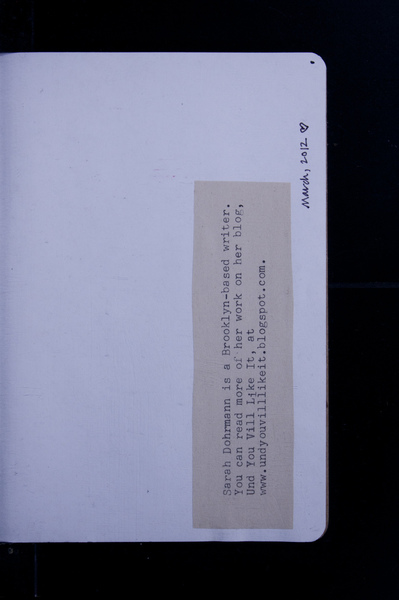 Sarah Dohrmann is a Brooklyn-based writer.
You can read more of her work on her blog,
Und You Vill Like It, at
www.undyouvilllikeit.blogspot.com.
March, 2012 ♡